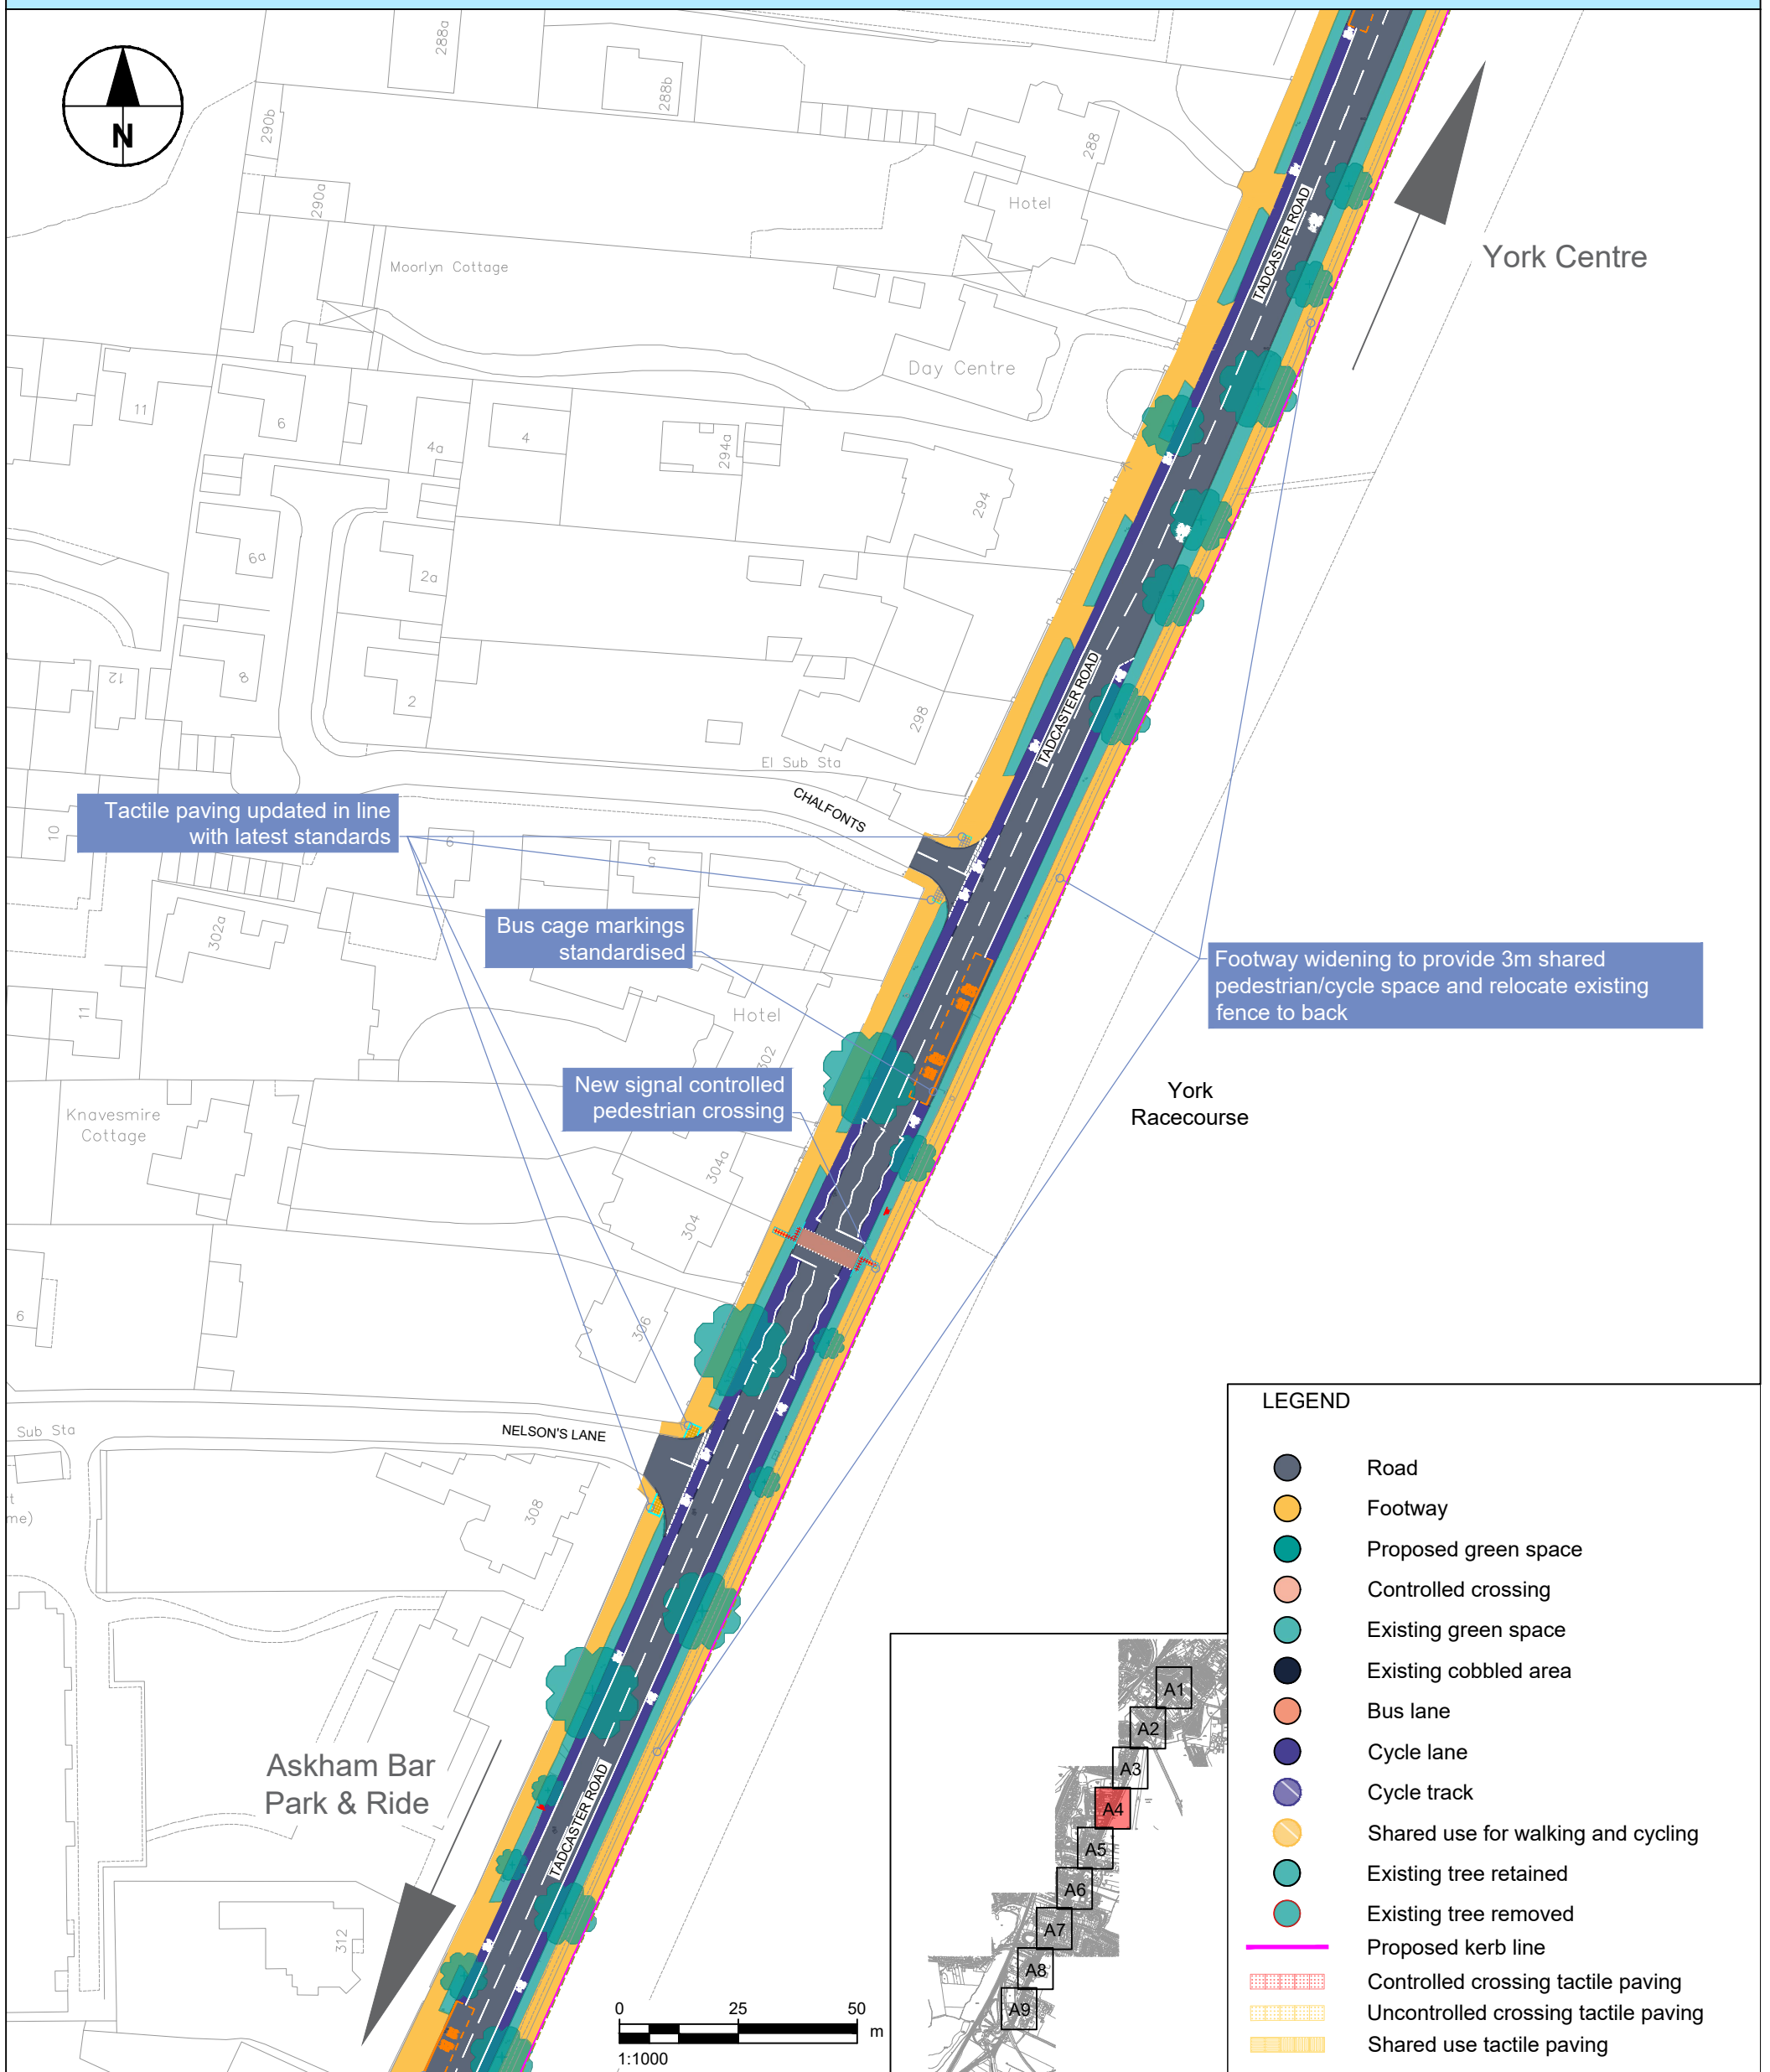 288a
288b
290b
288
N
290a
Hotel
TADCASTER ROAD
York Centre
Moorlyn Cottage
Day Centre
11
6
4a
4
294a
294
6a
2a
12
8
2
298
TADCASTER ROAD
El Sub Sta
CHALFONTS
Tactile paving updated in line
with latest standards
10
6
5
302a
Bus cage markings
standardised
Footway widening to provide 3m shared
pedestrian/cycle space and relocate existing
fence to back
11
Hotel
302
New signal controlled
pedestrian crossing
York
Racecourse
Knavesmire
Cottage
304a
304
6
306
Sub Sta
NELSON'S LANE
308
t
me)
Askham Bar
Park & Ride
TADCASTER ROAD
312
0 25 50
m
1:1000
A1
A2
A3
A4
A5
A6
A7
A8
A9
LEGEND
Road
Footway
Proposed green space
Controlled crossing
Existing green space
Existing cobbled area
Bus lane
Cycle lane
Cycle track
Shared use for walking and cycling
Existing tree retained
Existing tree removed
Proposed kerb line
Controlled crossing tactile paving
Uncontrolled crossing tactile paving
Shared use tactile paving